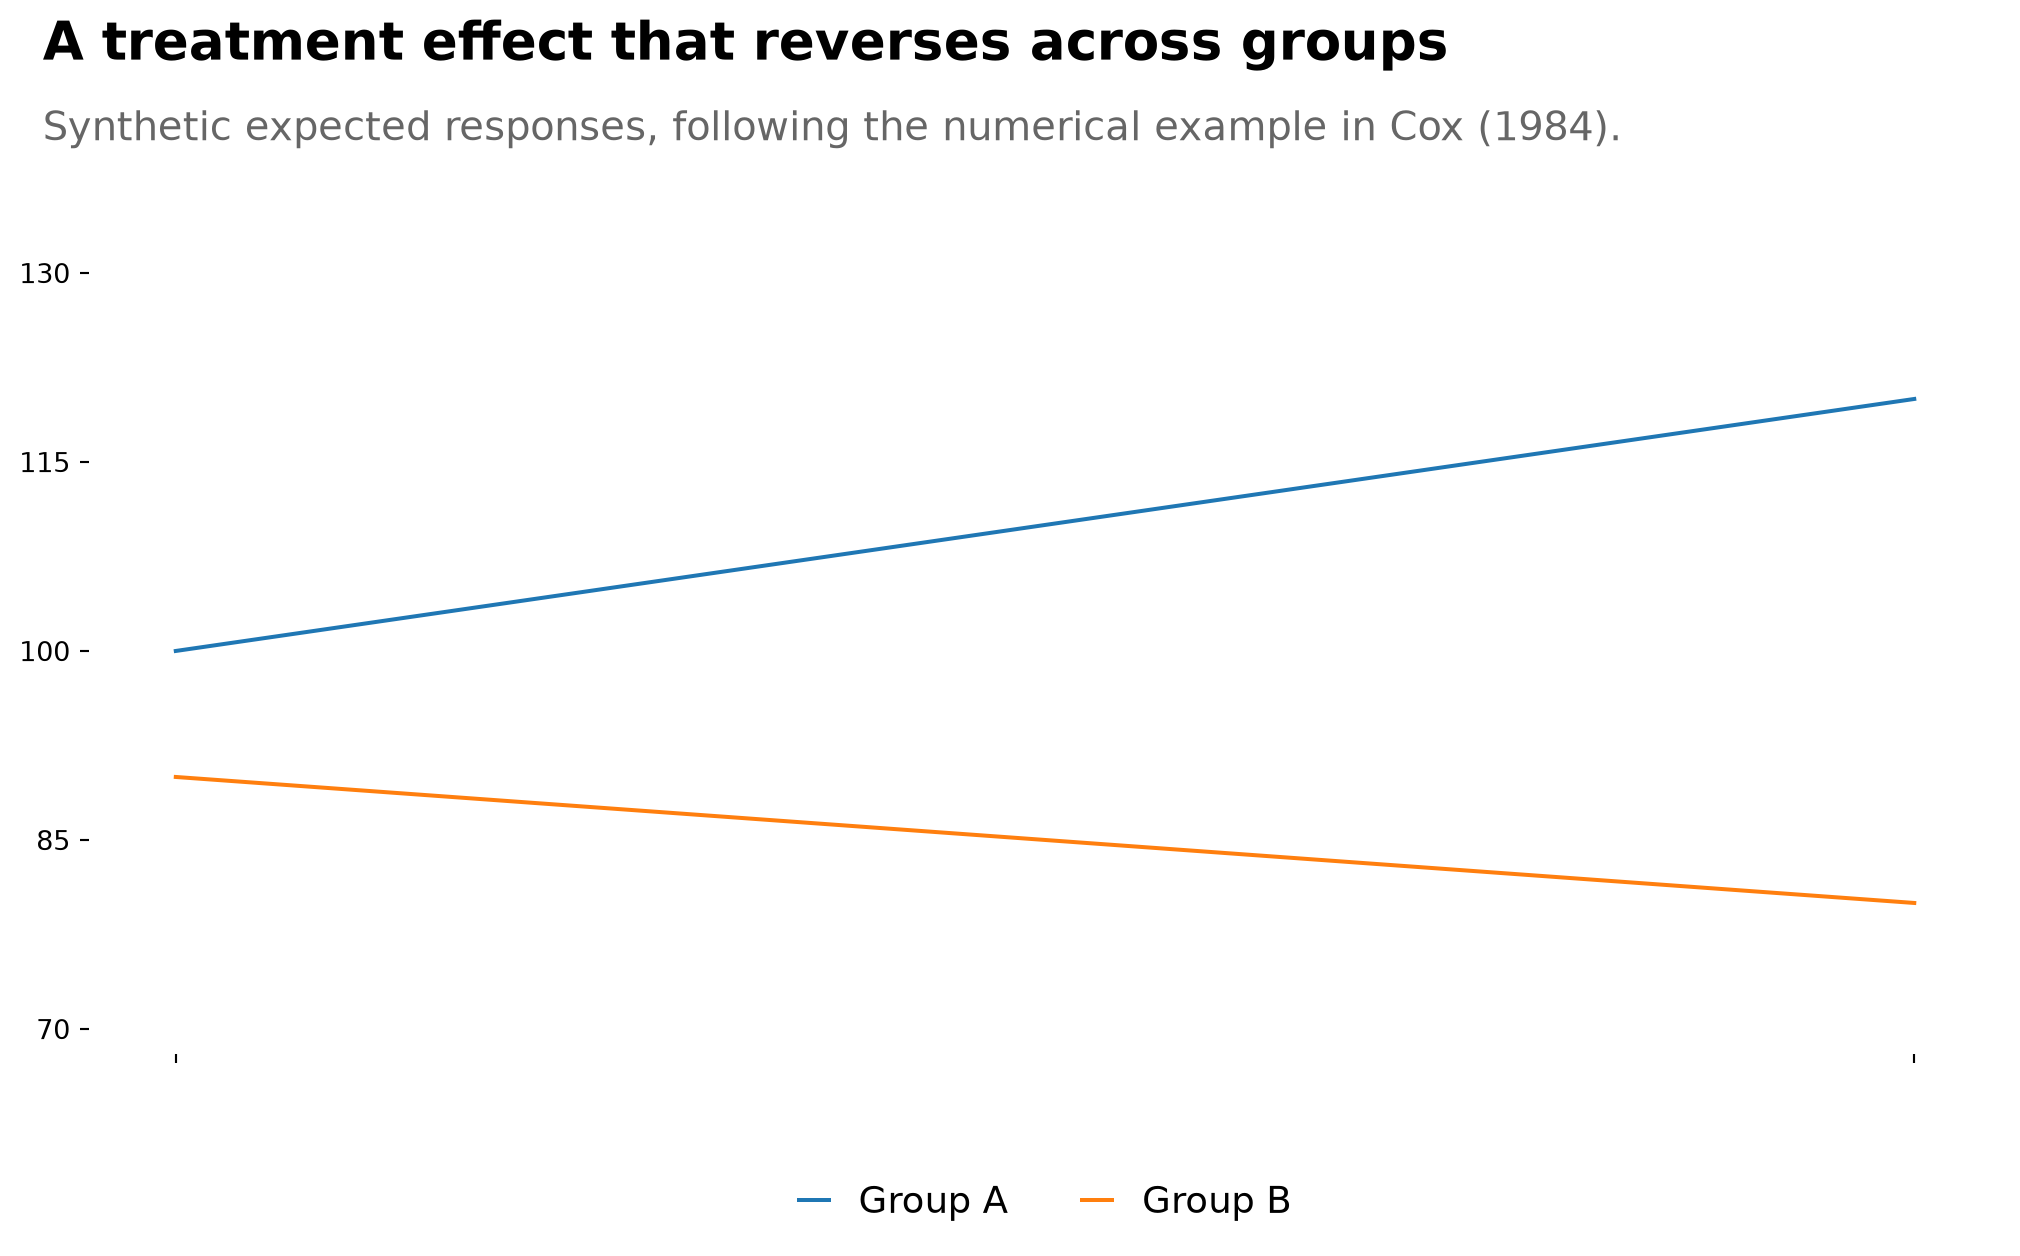 A treatment effect that reverses across groups
Synthetic expected responses, following the numerical example in Cox (1984).
130
115
100
85
70
Group A
Group B